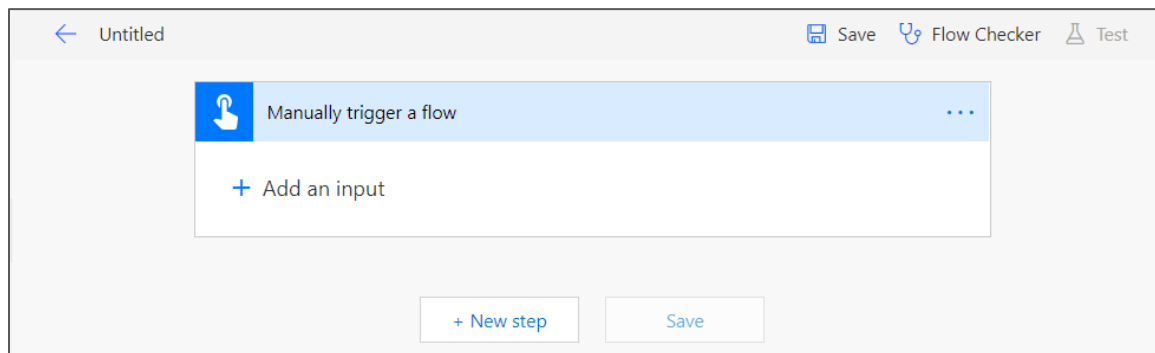 Untitled
Save
Flow Checker
Test
Manually trigger a flow
...
+ Add an input
+ New step
Save